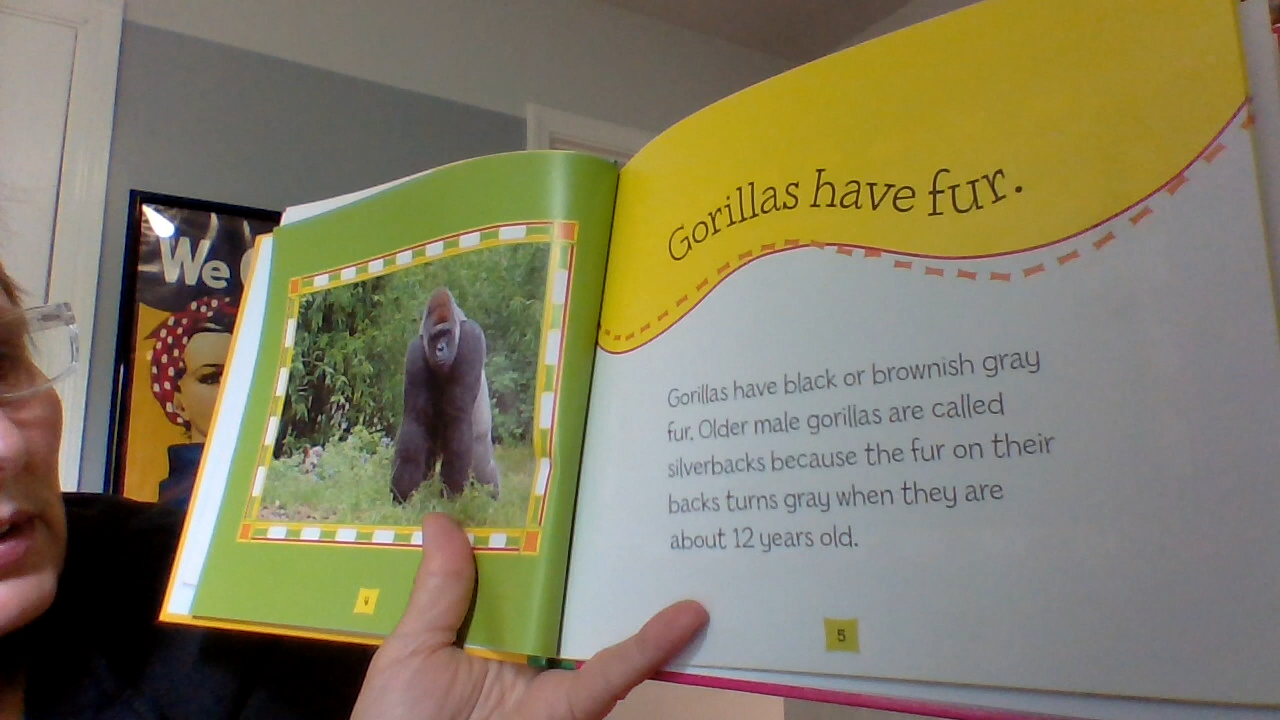 We
Gorillas have fur.
Gorillas have black or brownish gray
fur. Older male gorillas are called
silverbacks because the fur on their
backs turns gray when they are
about 12 years old.
5